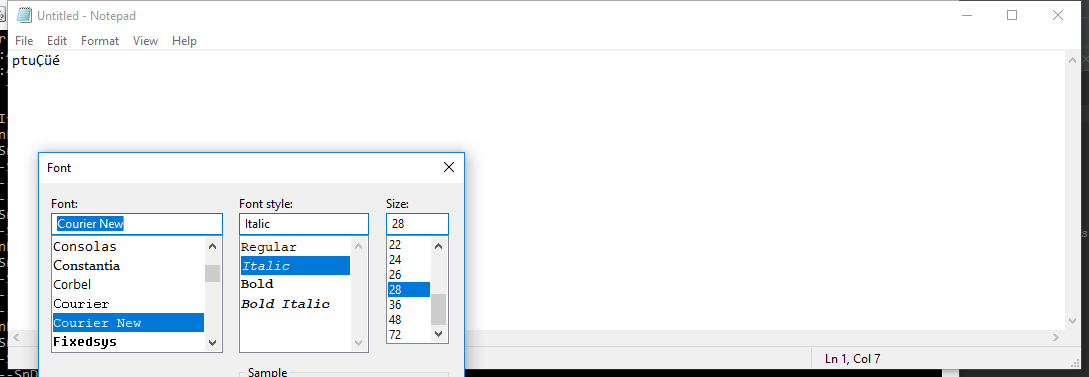 Untitled - Notepad
File Edit Format View Help
ptuÇüé
Font
Font: Font style: Size:
Courier New Italic 28
Consolas Regular 22
Constantia Italic 24
Corbel Bold 26
Courier Bold Italic 28
Courier New 36
Fixedsys 48
72
Sample
Ln 1, Col 7